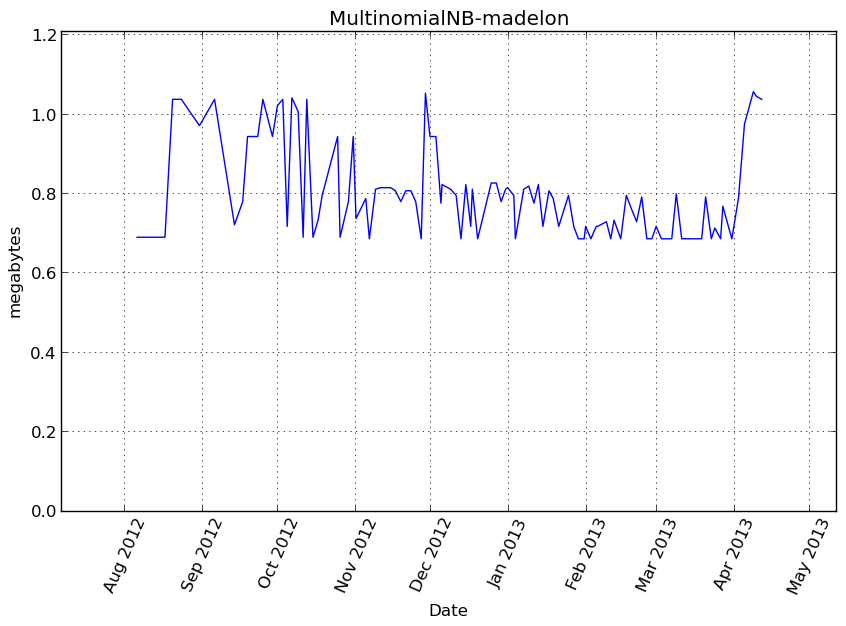 MultinomialNB-madelon
1.2
1.0
0.8
0.6
0.4
0.2
0.0
megabytes
Aug 2012
Sep 2012
Oct 2012
Nov 2012
Dec 2012
Jan 2013
Feb 2013
Mar 2013
Apr 2013
May 2013
Date